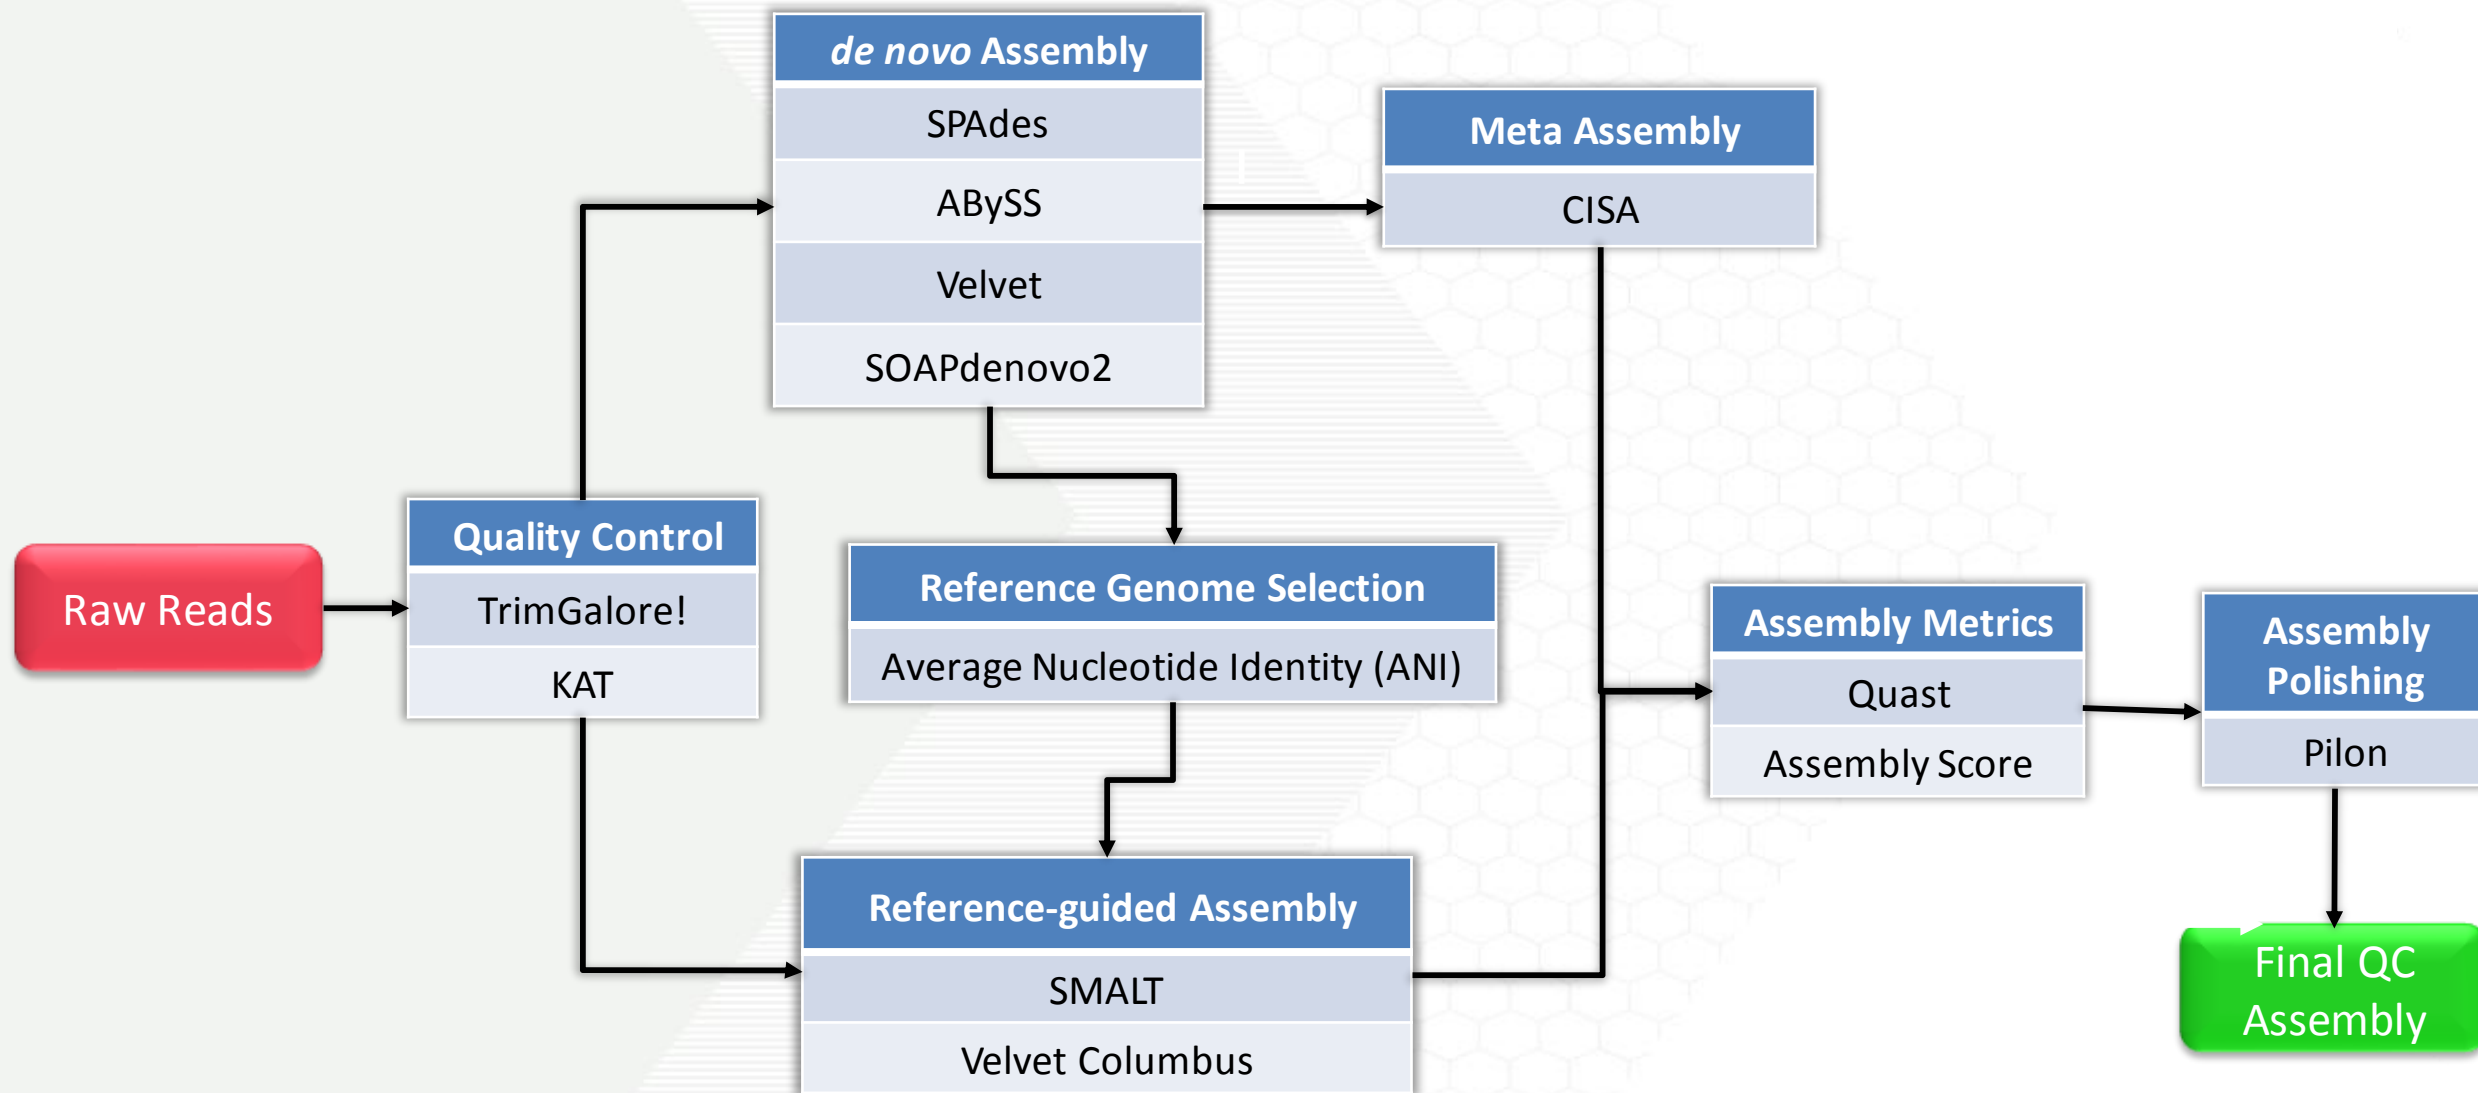 de novo Assembly
SPAdes
ABySS
Velvet
SOAPdenovo2
Meta Assembly
CISA
Quality Control
TrimGalore!
KAT
Raw Reads
Reference Genome Selection
Average Nucleotide Identity (ANI)
Assembly Metrics
Quast
Assembly Score
Assembly
Polishing
Pilon
Reference-guided Assembly
SMALT
Velvet Columbus
Final QC
Assembly